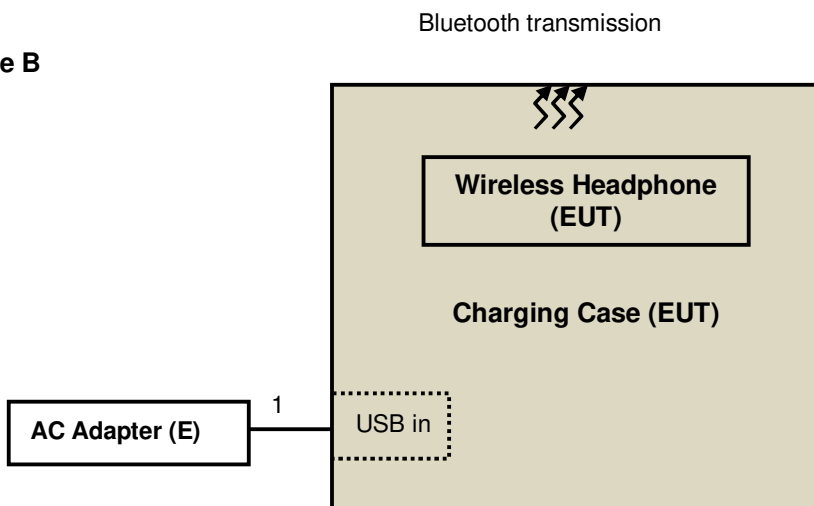 Bluetooth transmission
e B
Wireless Headphone
(EUT)
Charging Case (EUT)
1
AC Adapter (E)
USB in